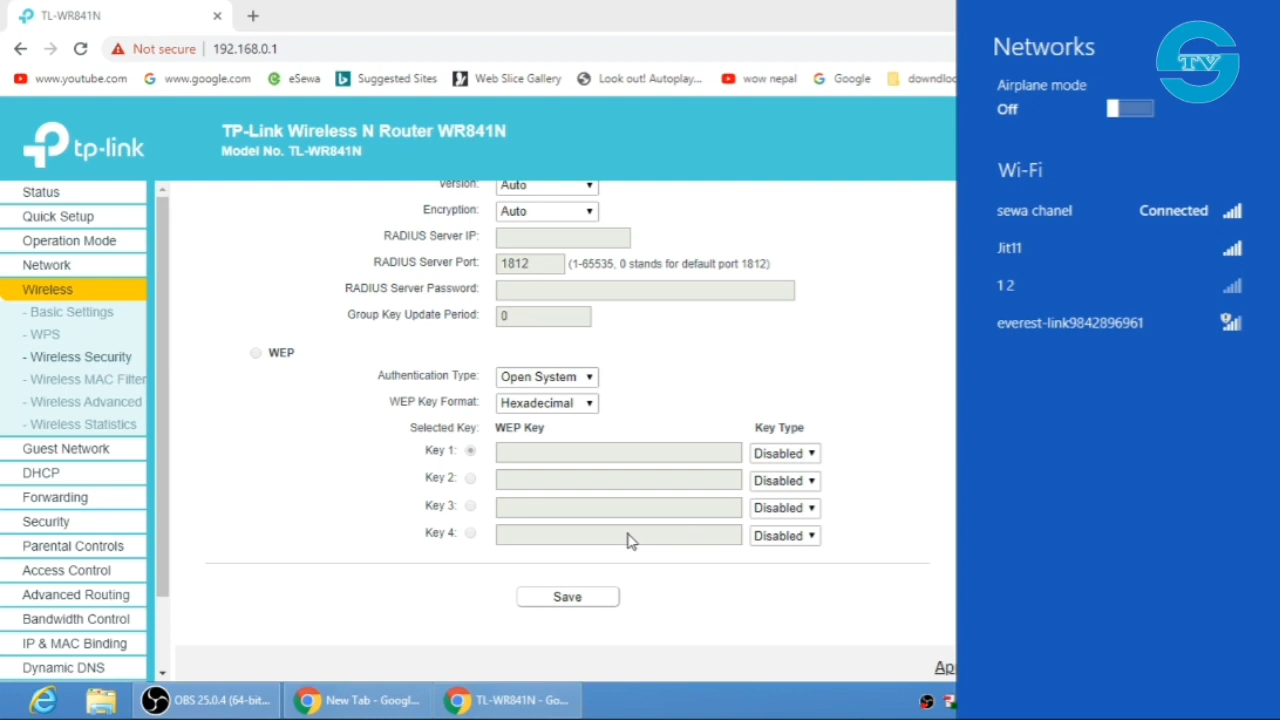 TL-WR841N
Not secure
192.168.0.1
www.youtube.com
www.google.com
eSewa
Suggested Sites
Web Slice Gallery
Look out! Autoplay...
wow nepal
Google
downdloa
tp-link
TP-Link Wireless N Router WR841N
Model No. TL-WR841N
Status
Quick Setup
Operation Mode
Network
Wireless
- Basic Settings
- WPS
- Wireless Security
- Wireless MAC Filter
- Wireless Advanced
- Wireless Statistics
Guest Network
DHCP
Forwarding
Security
Parental Controls
Access Control
Advanced Routing
Bandwidth Control
IP & MAC Binding
Dynamic DNS
Version: Auto
Encryption: Auto
RADIUS Server IP:
RADIUS Server Port: 1812 (1-65535, 0 stands for default port 1812)
RADIUS Server Password:
Group Key Update Period: 0
WEP
Authentication Type: Open System
WEP Key Format: Hexadecimal
Selected Key: WEP Key Key Type
Key 1: Disabled
Key 2: Disabled
Key 3: Disabled
Key 4: Disabled
Save
Ap
Networks
Airplane mode
Off
Wi-Fi
sewa chanel Connected
Jit11
1 2
everest-link9842896961
S TV
OBS 25.0.4 (64-bit...
New Tab - Googl...
TL-WR841N - Go...